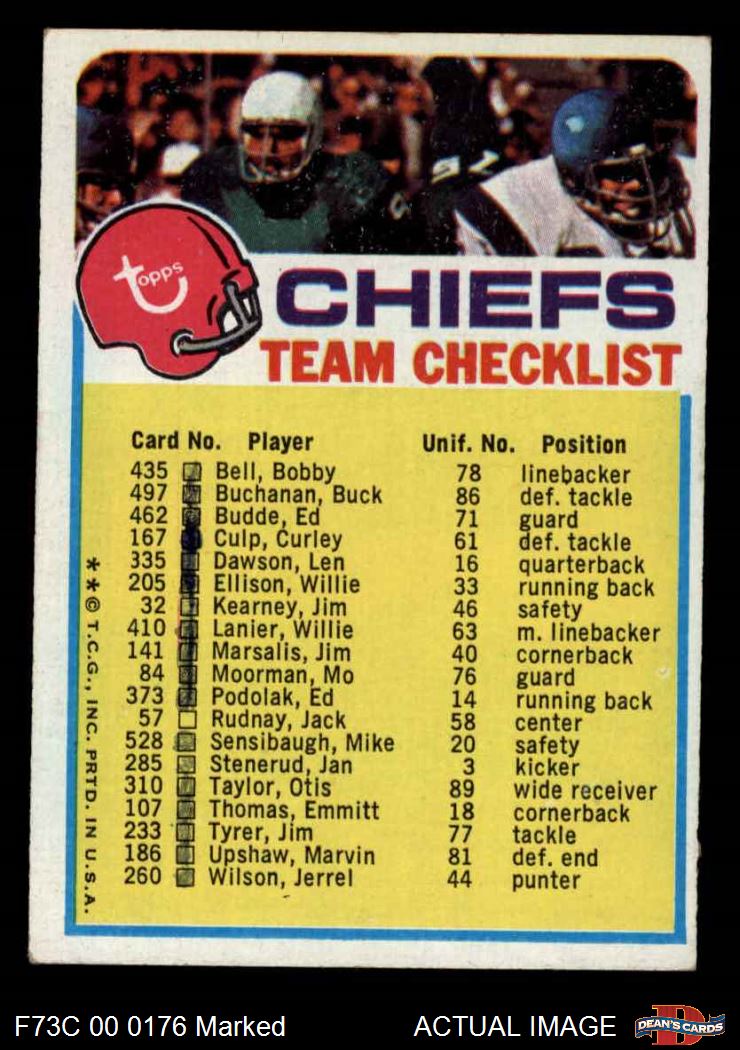 topps
CHIEFS
TEAM CHECKLIST
Card No. Player Unif. No. Position
435 Bell, Bobby 78 linebacker
497 Buchanan, Buck 86 def. tackle
462 Budde, Ed 71 guard
167 Culp, Curley 61 def. tackle
335 Dawson, Len 16 quarterback
205 Ellison, Willie 33 running back
32 Kearney, Jim 46 safety
410 Lanier, Willie 63 m. linebacker
141 Marsalis, Jim 40 cornerback
84 Moorman, Mo 76 guard
373 Podolak, Ed 14 running back
57 Rudnay, Jack 58 center
528 Sensibaugh, Mike 20 safety
285 Stenerud, Jan 3 kicker
310 Taylor, Otis 89 wide receiver
107 Thomas, Emmitt 18 cornerback
233 Tyrer, Jim 77 tackle
186 Upshaw, Marvin 81 def. end
260 Wilson, Jerrel 44 punter
**© T.C.G., INC. PRTD. IN U.S.A.
F73C 00 0176 Marked ACTUAL IMAGE
D
DEAN'S CARDS